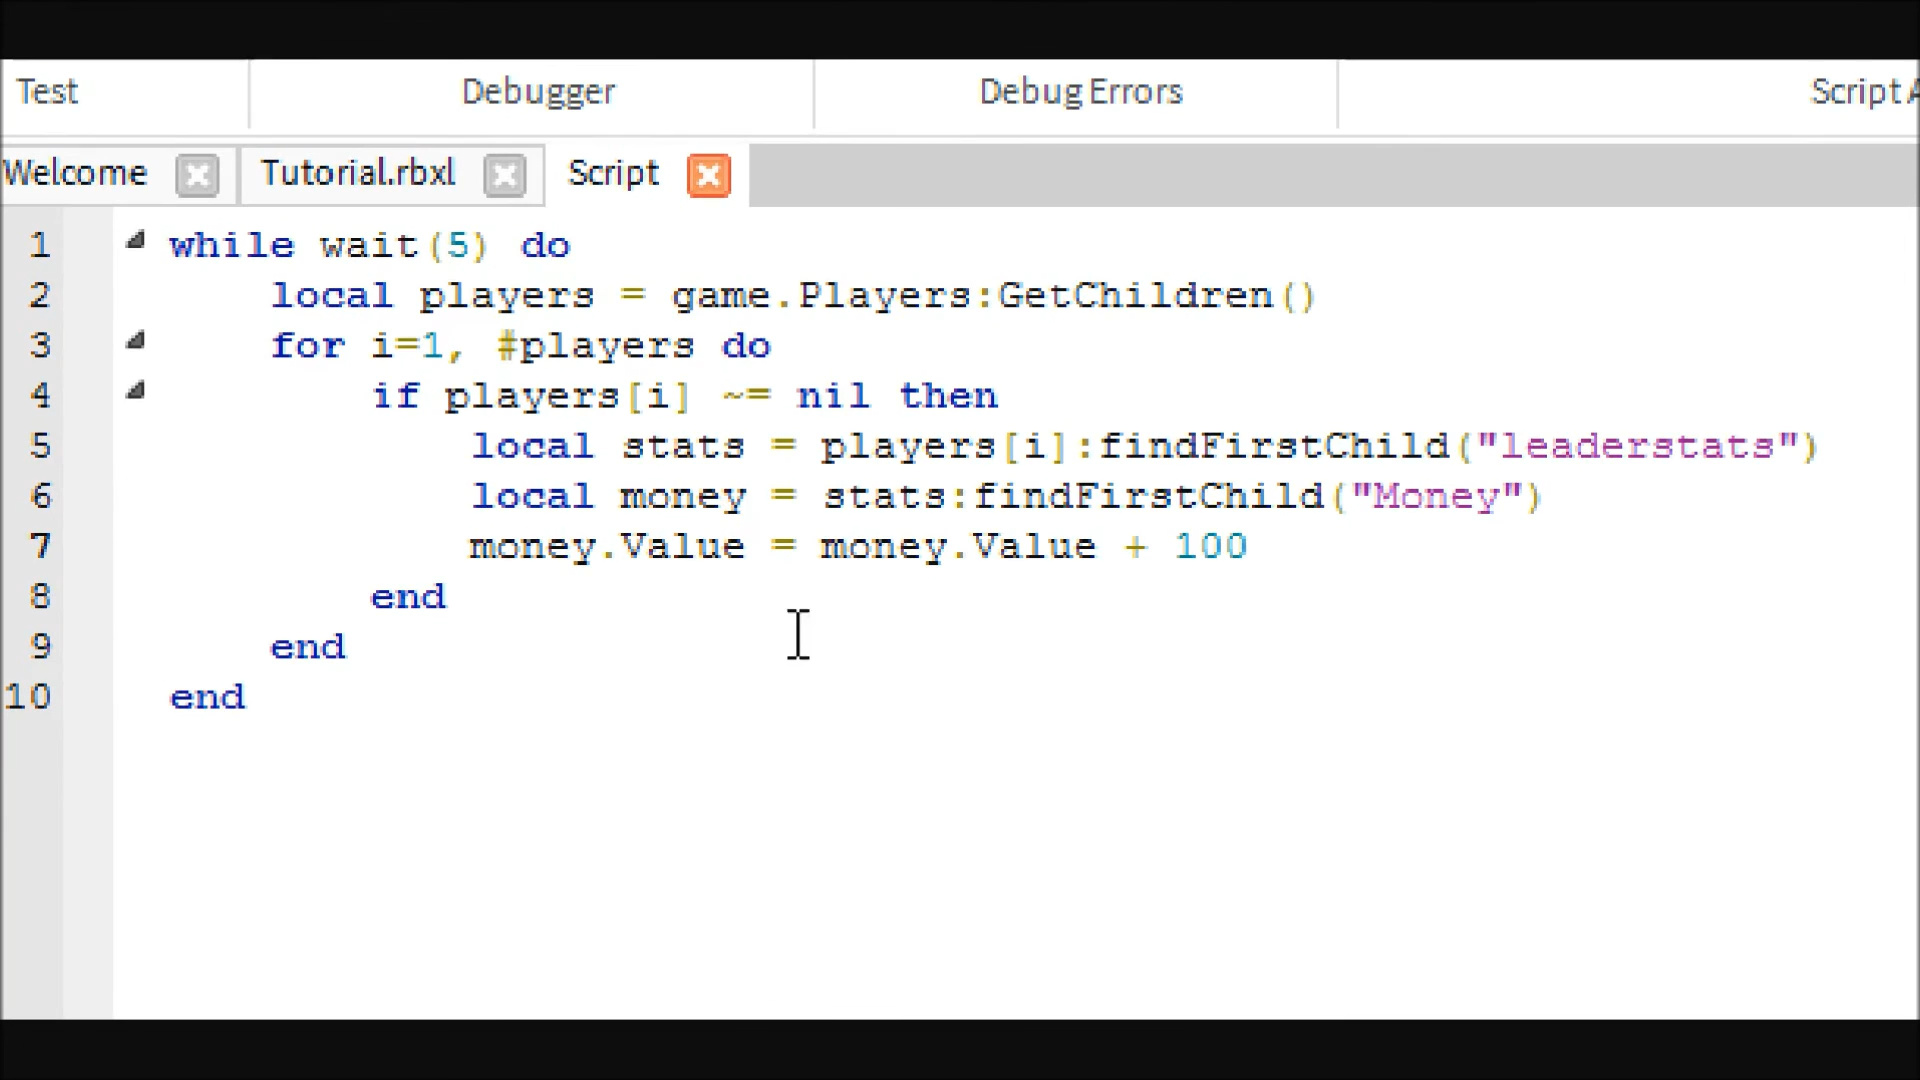 Test Debugger Debug Errors Script
Welcome Tutorial.rbxl Script
1 while wait(5) do
2 local players = game.Players:GetChildren()
3 for i=1, #players do
4 if players[i] ~= nil then
5 local stats = players[i]:findFirstChild("leaderstats")
6 local money = stats:findFirstChild("Money")
7 money.Value = money.Value + 100
8 end
9 end
10 end